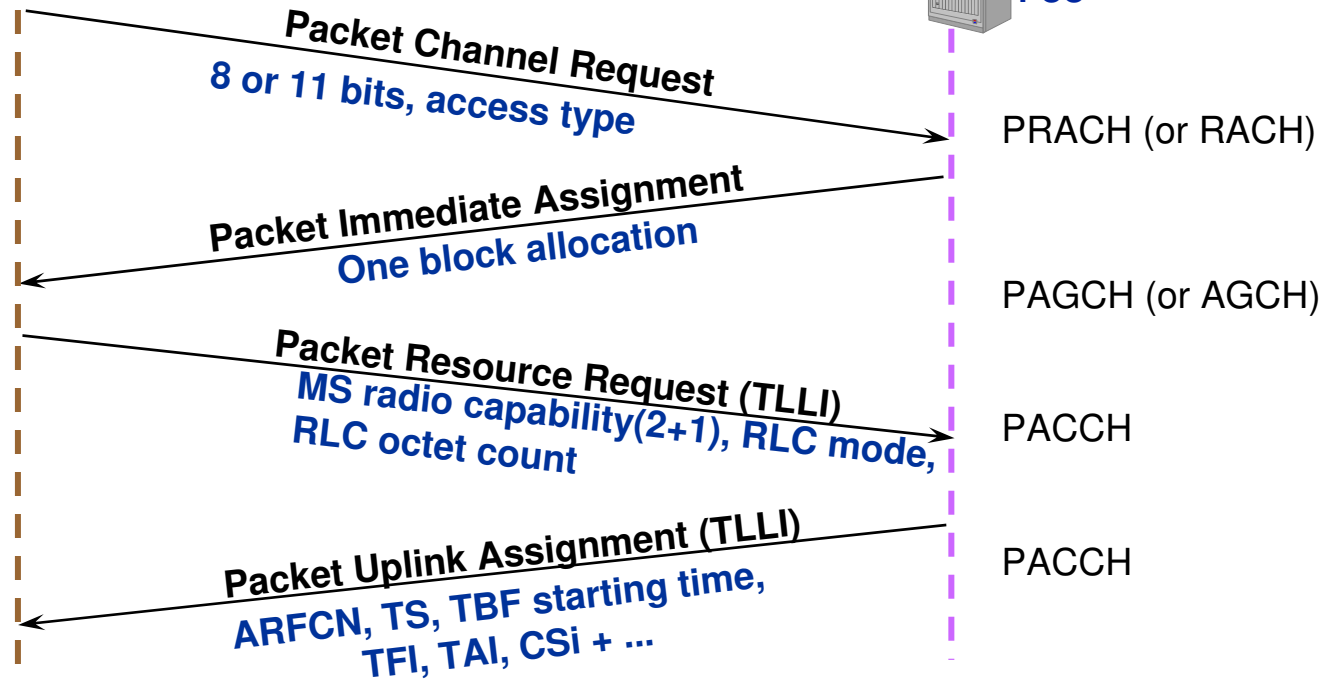 Packet Channel Request
8 or 11 bits, access type
PRACH (or RACH)
Packet Immediate Assignment
One block allocation
PAGCH (or AGCH)
Packet Resource Request (TLLI)
MS radio capability(2+1), RLC mode,
RLC octet count
PACCH
Packet Uplink Assignment (TLLI)
ARFCN, TS, TBF starting time,
TFI, TAI, CSi + ...
PACCH